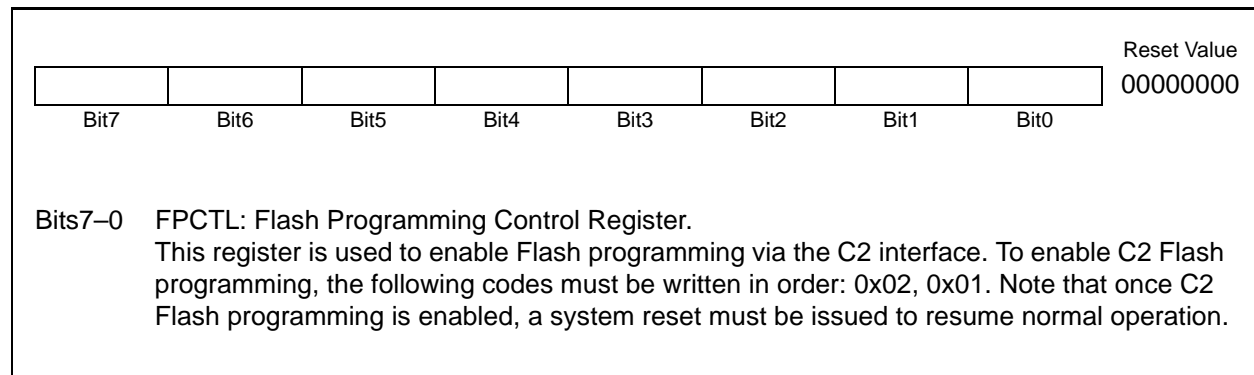 Reset Value
00000000
Bit7 Bit6 Bit5 Bit4 Bit3 Bit2 Bit1 Bit0
Bits7–0 FPCTL: Flash Programming Control Register.
This register is used to enable Flash programming via the C2 interface. To enable C2 Flash
programming, the following codes must be written in order: 0x02, 0x01. Note that once C2
Flash programming is enabled, a system reset must be issued to resume normal operation.